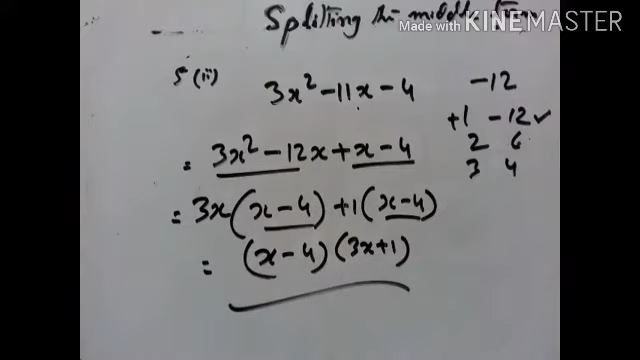 Splitting the middle term
Made with KINEMASTER
5 (ii)
3x² - 11x - 4
-12
+1 -12 ✓
2 6
3 4
= 3x² - 12x + x - 4
= 3x (x - 4) + 1 (x - 4)
= (x - 4) (3x + 1)